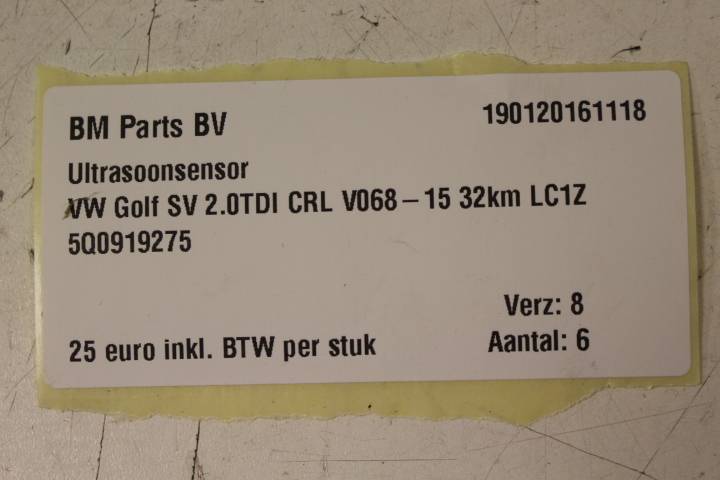 BM Parts BV
190120161118
Ultrasoonsensor
VW Golf SV 2.0TDI CRL V068 – 15 32km LC1Z
5Q0919275
Verz: 8
25 euro inkl. BTW per stuk
Aantal: 6